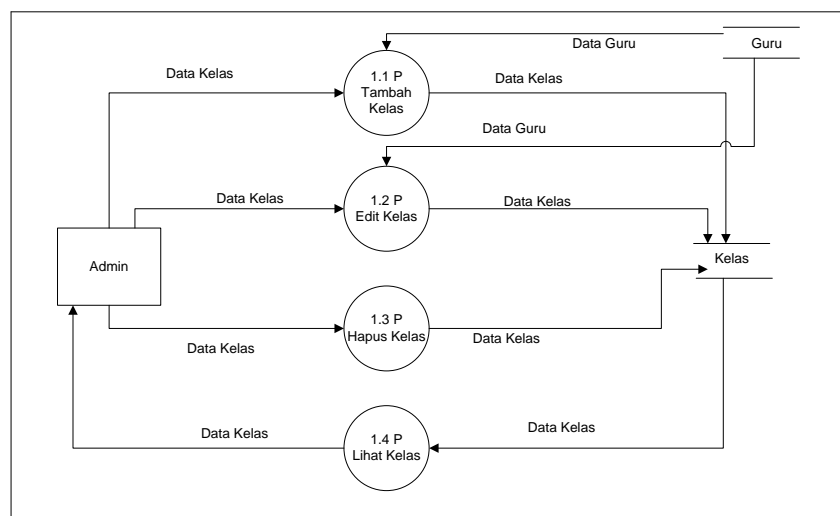 Data Guru
Guru
Data Kelas
1.1 P
Tambah
Kelas
Data Kelas
Data Guru
Data Kelas
1.2 P
Edit Kelas
Data Kelas
Admin
Kelas
1.3 P
Hapus Kelas
Data Kelas
Data Kelas
1.4 P
Lihat Kelas
Data Kelas
Data Kelas